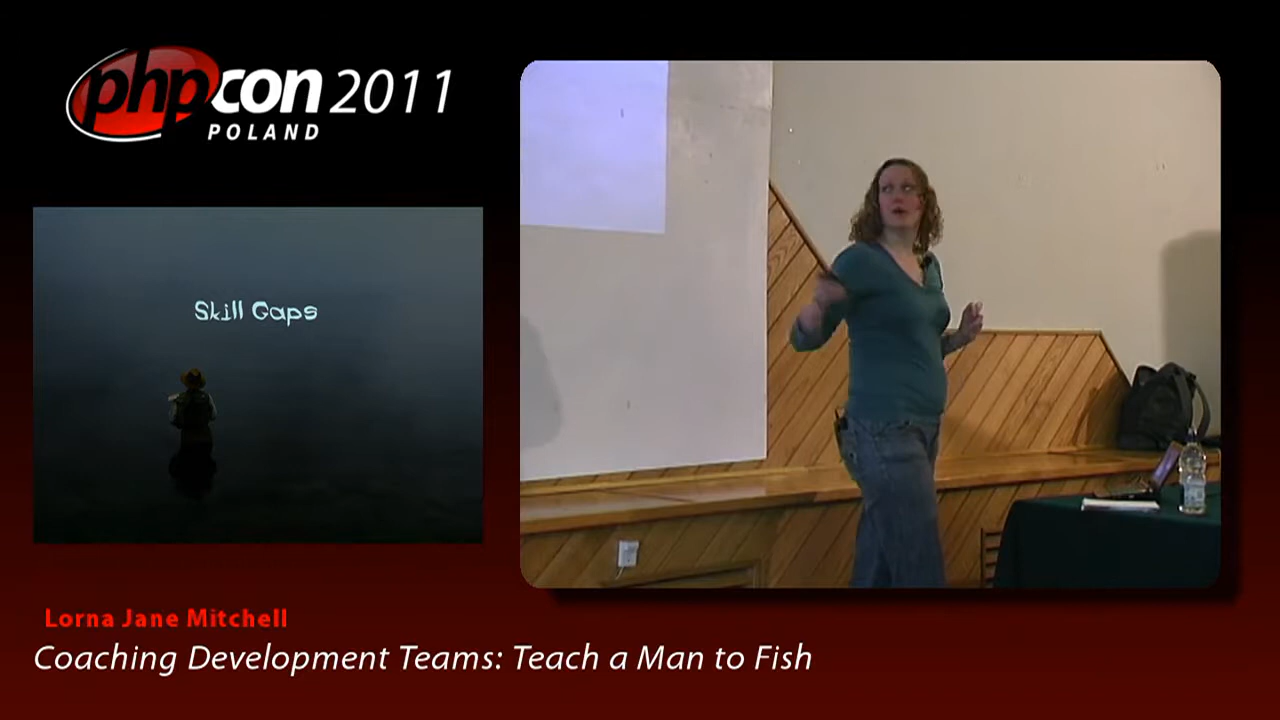 phpcon 2011
POLAND
Skill Gaps
Lorna Jane Mitchell
Coaching Development Teams: Teach a Man to Fish